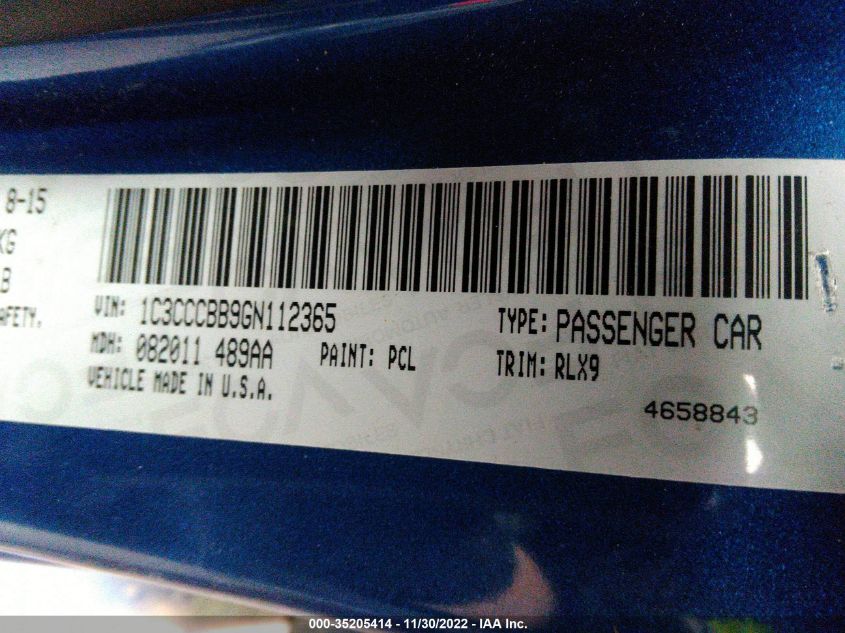 8-15
KG
B
AFETY.
VIN: 1C3CCCBB9GN112365
TYPE: PASSENGER CAR
MDH: 082011 489AA PAINT: PCL
TRIM: RLX9
VEHICLE MADE IN U.S.A.
4658843
000-35205414 - 11/30/2022 - IAA Inc.